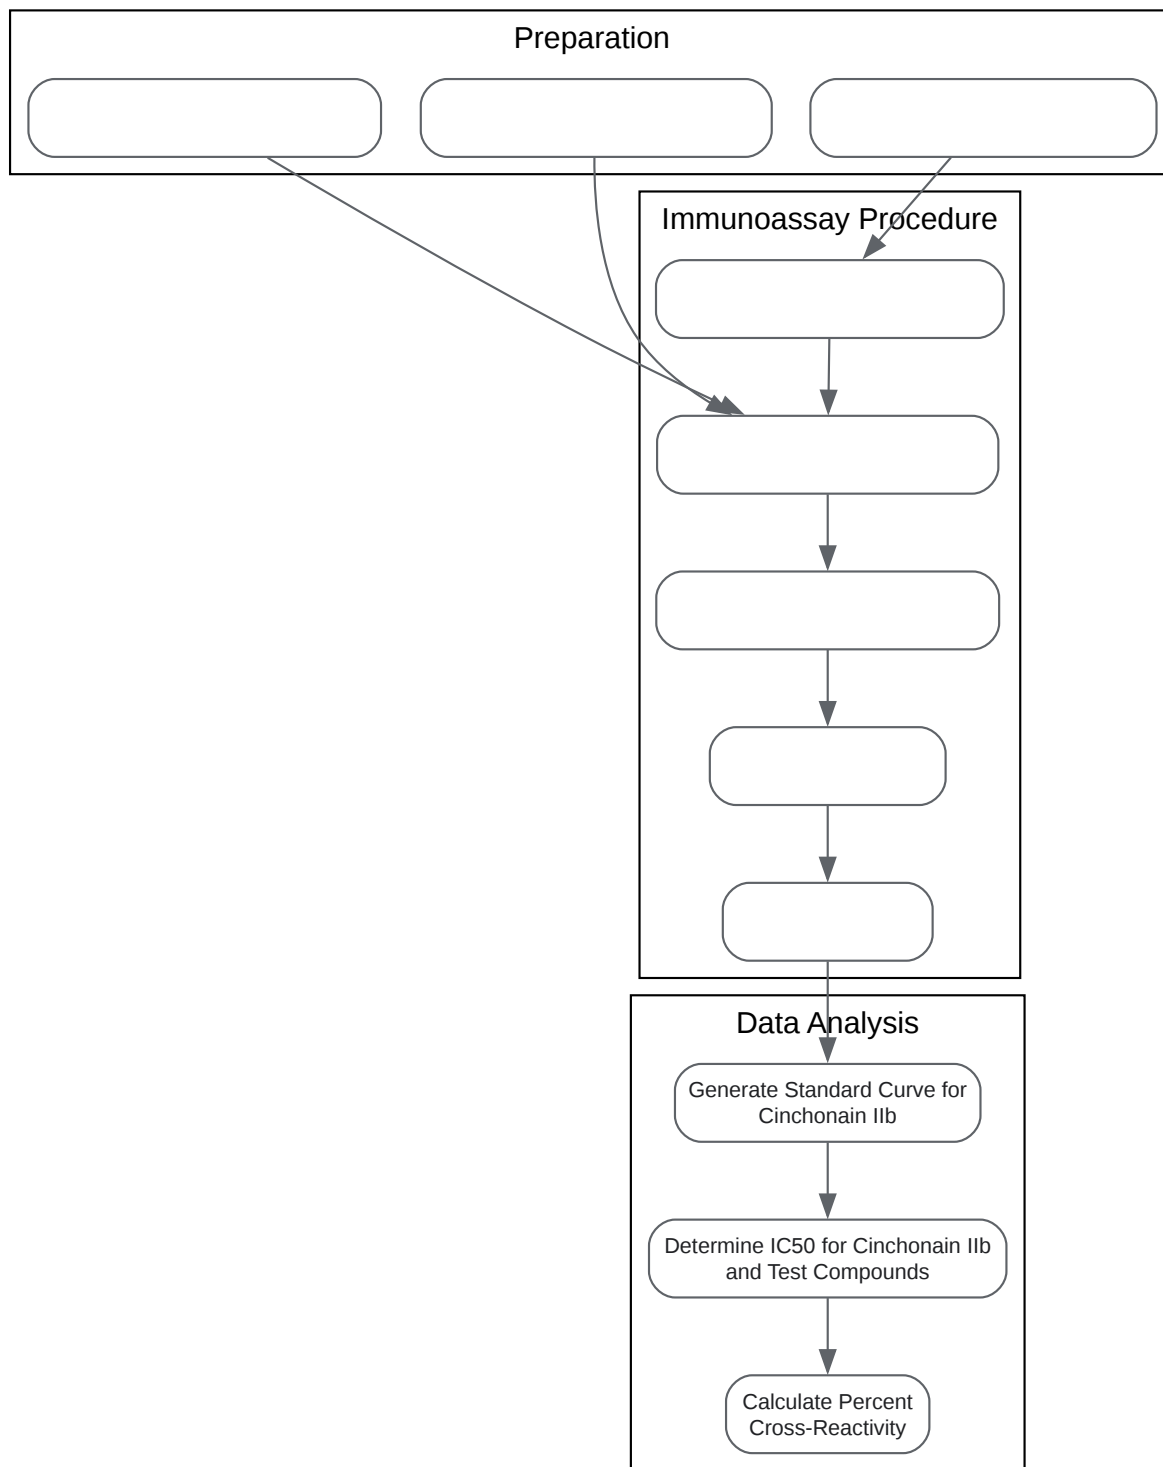 Preparation
Immunoassay Procedure
Data Analysis
Generate Standard Curve for
Cinchonain IIb
Determine IC50 for Cinchonain IIb
and Test Compounds
Calculate Percent
Cross-Reactivity